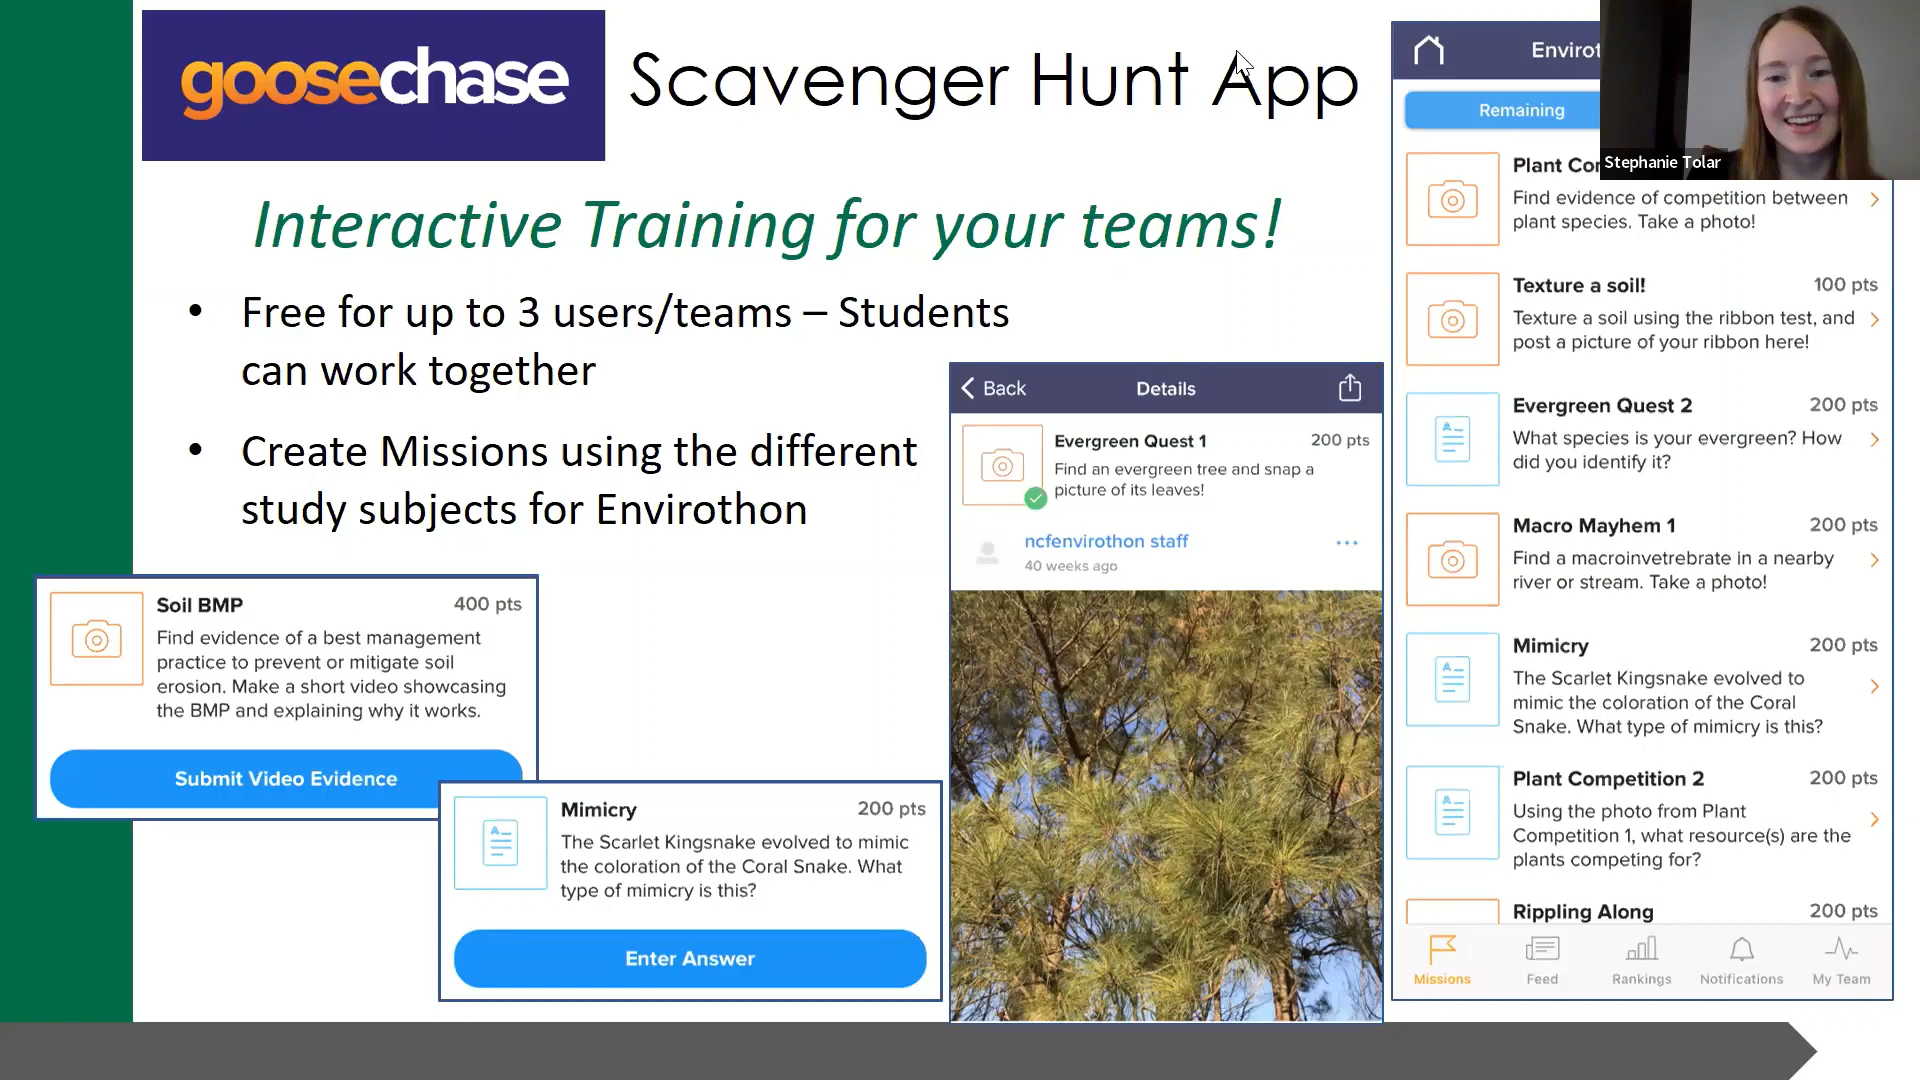 goosechase
Scavenger Hunt App
Interactive Training for your teams!
• Free for up to 3 users/teams – Students
can work together
• Create Missions using the different
study subjects for Envirothon
Soil BMP 400 pts
Find evidence of a best management
practice to prevent or mitigate soil
erosion. Make a short video showcasing
the BMP and explaining why it works.
Submit Video Evidence
Mimicry 200 pts
The Scarlet Kingsnake evolved to mimic
the coloration of the Coral Snake. What
type of mimicry is this?
Enter Answer
Back Details
Evergreen Quest 1 200 pts
Find an evergreen tree and snap a
picture of its leaves!
ncfenvirothon staff
40 weeks ago
Envirot
Remaining
Stephanie Tolar
Plant Co
Find evidence of competition between
plant species. Take a photo!
Texture a soil! 100 pts
Texture a soil using the ribbon test, and
post a picture of your ribbon here!
Evergreen Quest 2 200 pts
What species is your evergreen? How
did you identify it?
Macro Mayhem 1 200 pts
Find a macroinvetrebrate in a nearby
river or stream. Take a photo!
Mimicry 200 pts
The Scarlet Kingsnake evolved to
mimic the coloration of the Coral
Snake. What type of mimicry is this?
Plant Competition 2 200 pts
Using the photo from Plant
Competition 1, what resource(s) are the
plants competing for?
Rippling Along 200 pts
Missions Feed Rankings Notifications My Team